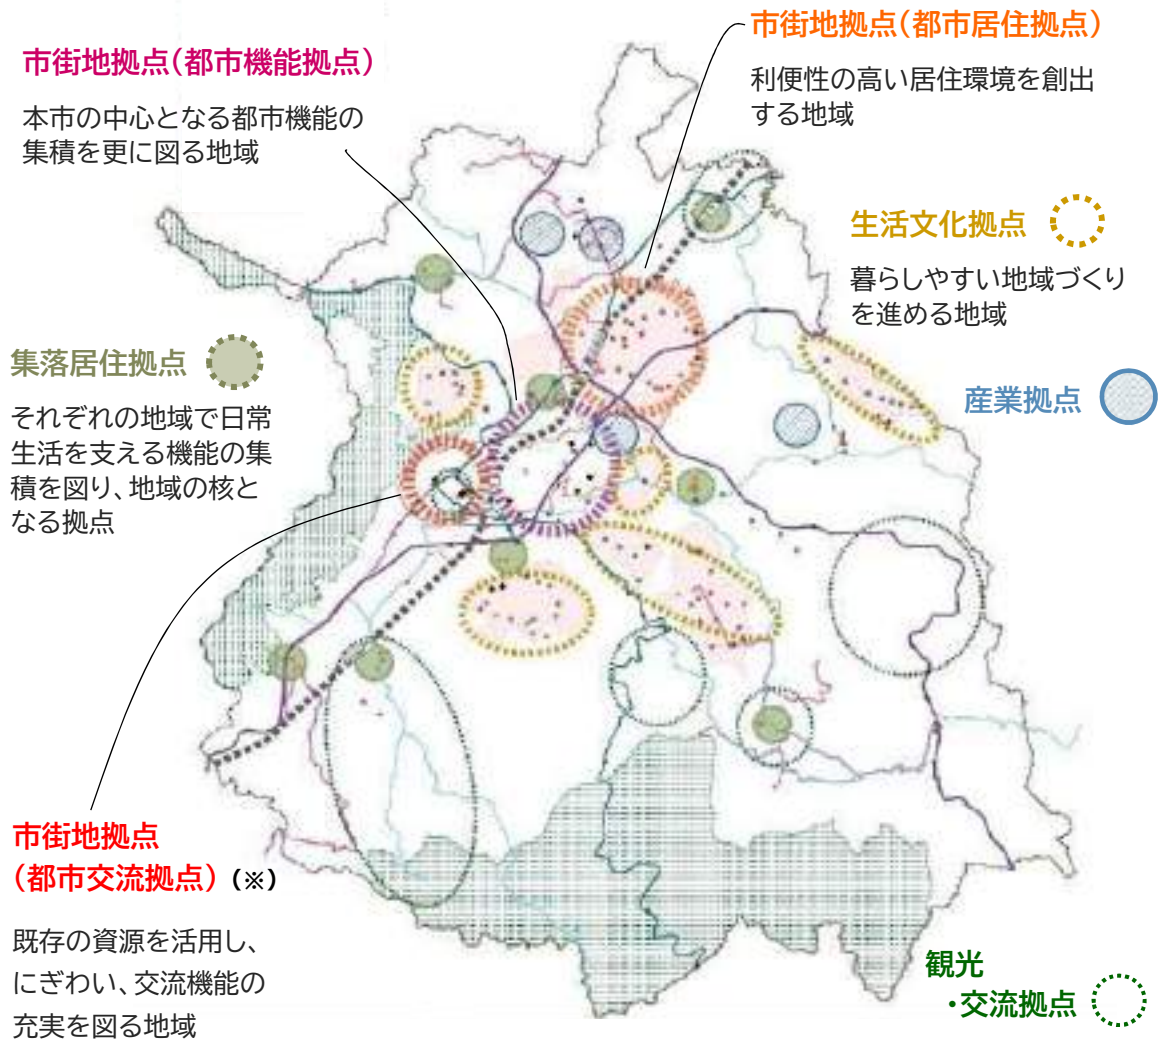 市街地拠点(都市機能拠点)
本市の中心となる都市機能の
集積を更に図る地域
市街地拠点(都市居住拠点)
利便性の高い居住環境を創出
する地域
生活文化拠点
暮らしやすい地域づくり
を進める地域
集落居住拠点
それぞれの地域で日常
生活を支える機能の集
積を図り、地域の核と
なる拠点
産業拠点
市街地拠点
(都市交流拠点)(※)
既存の資源を活用し、
にぎわい、交流機能の
充実を図る地域
観光
・交流拠点